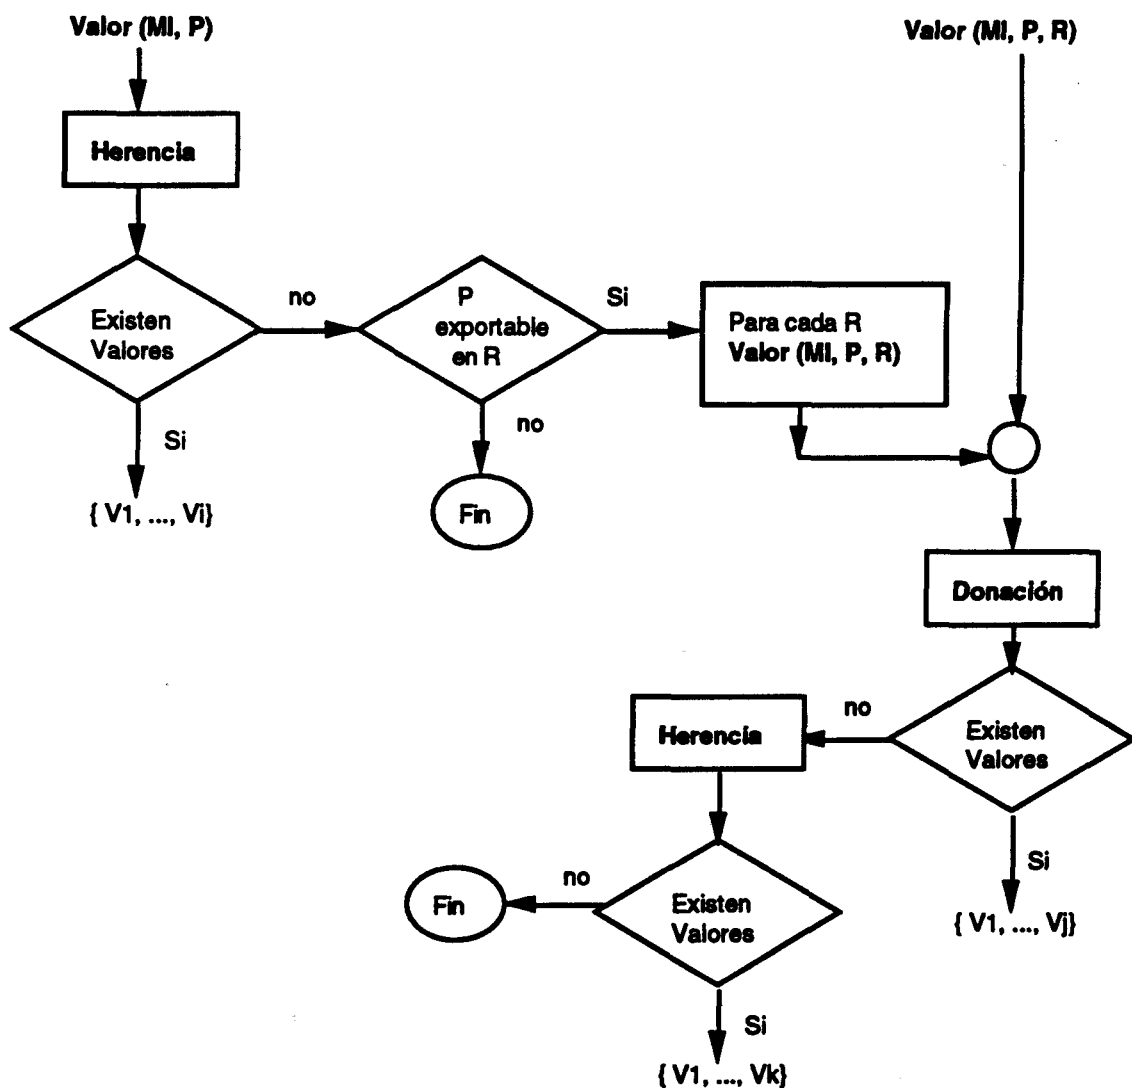 Valor (MI, P)
Valor (MI, P, R)
Herencia
Existen
Valores
no
P
exportable
en R
Si
Para cada R
Valor (MI, P, R)
Si
no
{ V1, ..., Vi}
Fin
Donación
Existen
Valores
no
Herencia
Si
{ V1, ..., Vj}
Existen
Valores
no
Fin
Si
{ V1, ..., Vk}